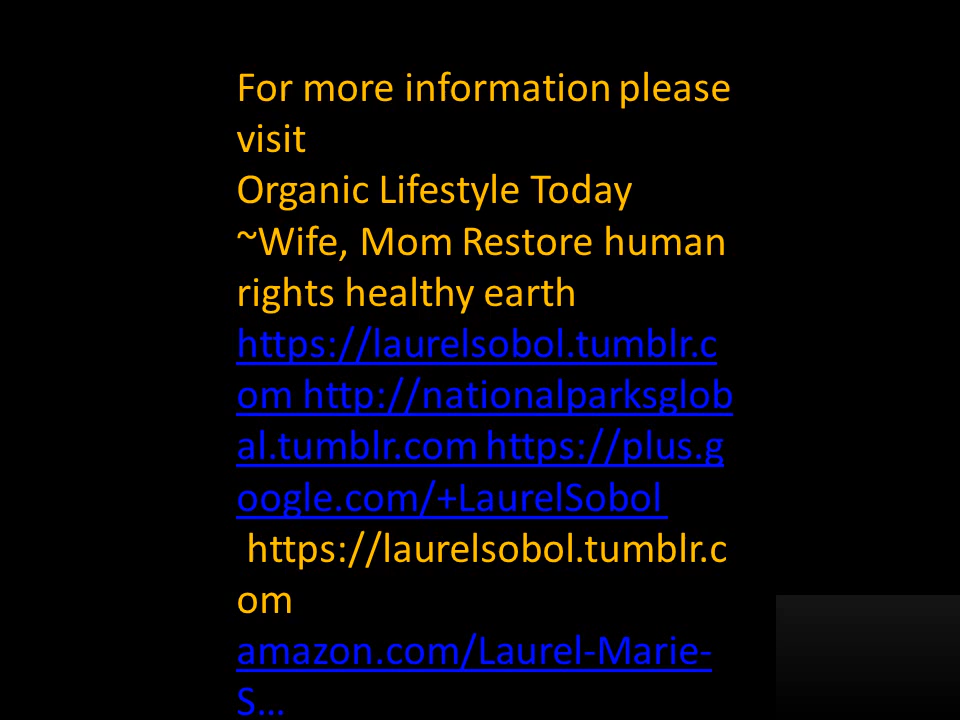 For more information please
visit
Organic Lifestyle Today
~Wife, Mom Restore human
rights healthy earth
https://laurelsobol.tumblr.c
om http://nationalparksglob
al.tumblr.com https://plus.g
oogle.com/+LaurelSobol
https://laurelsobol.tumblr.c
om
amazon.com/Laurel-Marie-
S…